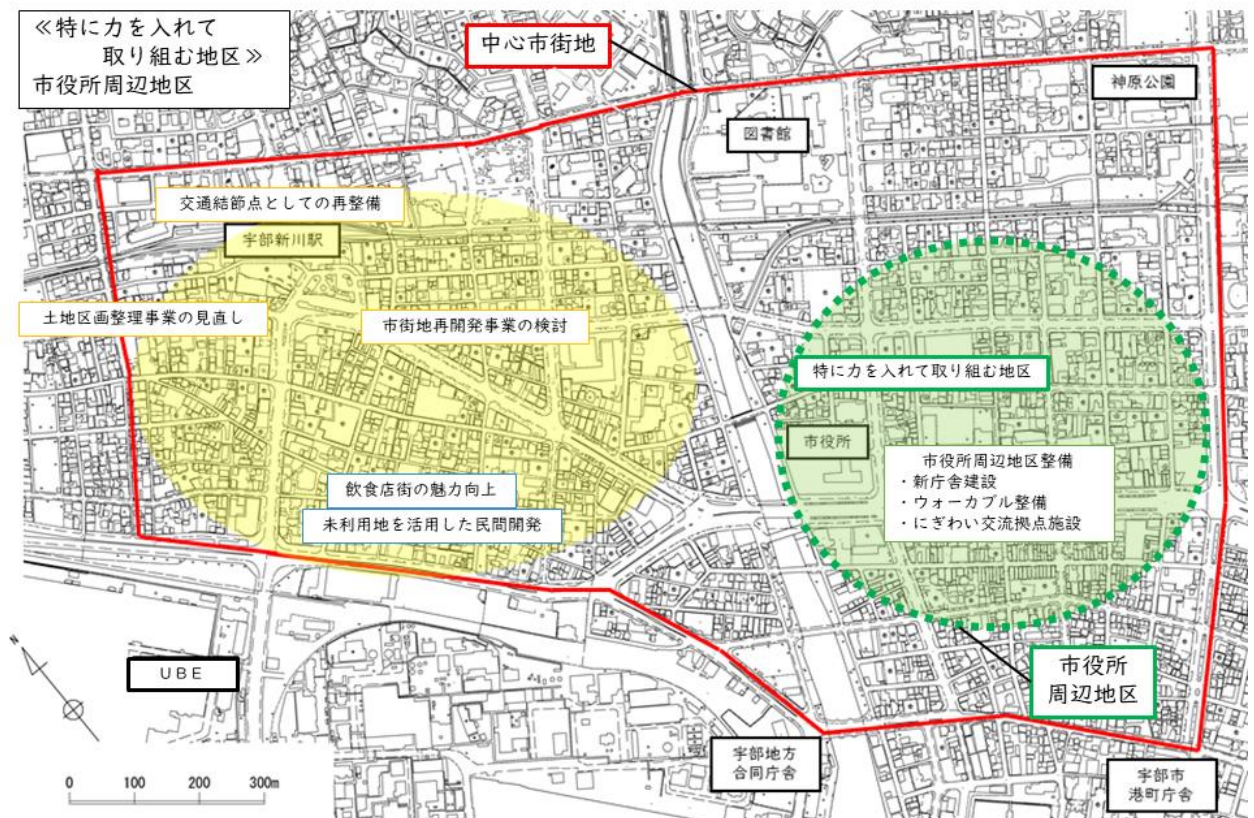 ≪特に力を入れて
取り組む地区≫
市役所周辺地区
中心市街地
神原公園
図書館
交通結節点としての再整備
宇部新川駅
土地区画整理事業の見直し
市街地再開発事業の検討
特に力を入れて取り組む地区
市役所
市役所周辺地区整備
・新庁舎建設
・ウォーカブル整備
・にぎわい交流拠点施設
飲食店街の魅力向上
未利用地を活用した民間開発
N
UBE
市役所
周辺地区
宇部地方
合同庁舎
宇部市
港町庁舎
0 100 200 300m